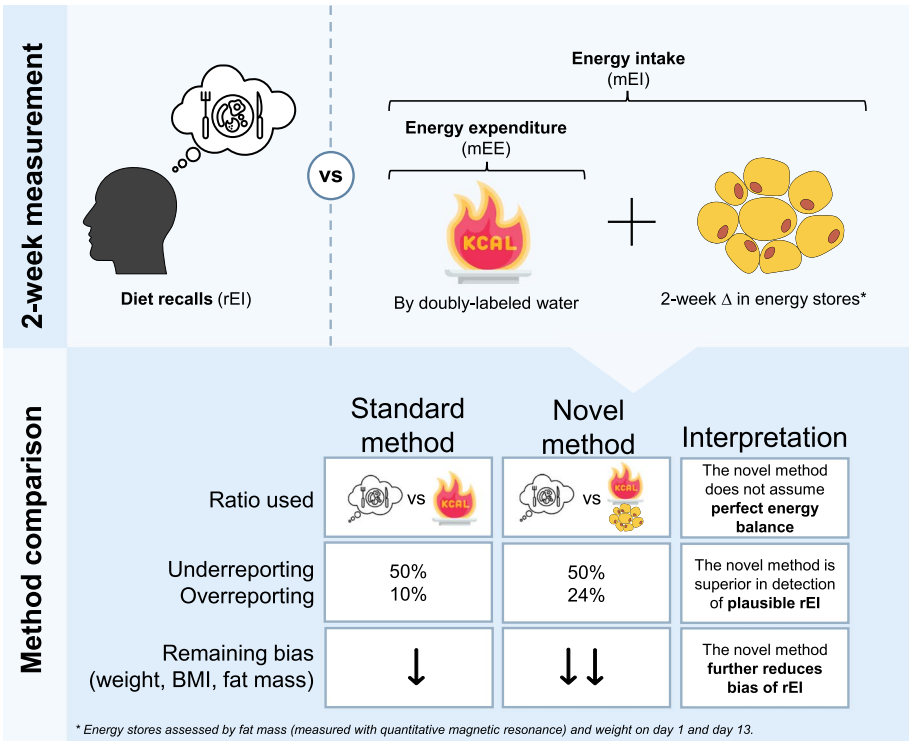 2-week measurement
Energy intake
(mEI)
Energy expenditure
(mEE)
vs
KCAL
Diet recalls (rEI)
By doubly-labeled water
2-week Δ in energy stores*
Method comparison
Standard
method
Novel
method
Interpretation
Ratio used
vs
KCAL
vs
KCAL
The novel method
does not assume
perfect energy
balance
Underreporting
Overreporting
50%
10%
50%
24%
The novel method is
superior in detection
of plausible rEI
Remaining bias
(weight, BMI, fat mass)
The novel method
further reduces
bias of rEI
* Energy stores assessed by fat mass (measured with quantitative magnetic resonance) and weight on day 1 and day 13.